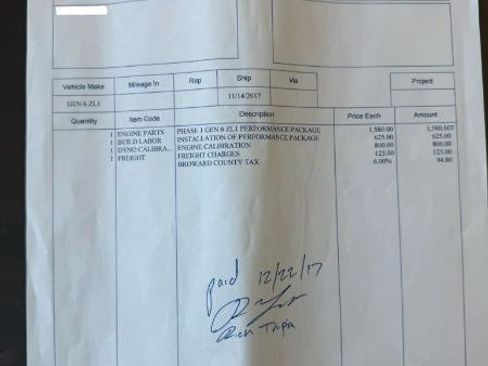 Vehicle Make Mileage In Rep Ship Via Project
GEN 6 ZL1 11/14/2017
Quantity Item Code Description Price Each Amount
1 ENGINE PARTS PHASE 1 GEN 6 ZL1 PERFORMANCE PACKAGE 1,580.00 1,580.00T
1 BUILD LABOR INSTALLATION OF PERFORMANCE PACKAGE 625.00 625.00
1 DYNO CALIBRA... ENGINE CALIBRATION 800.00 800.00
1 FREIGHT FREIGHT CHARGES 125.00 125.00
BROWARD COUNTY TAX 6.00% 94.80
paid 12/22/17
Rich Tripa